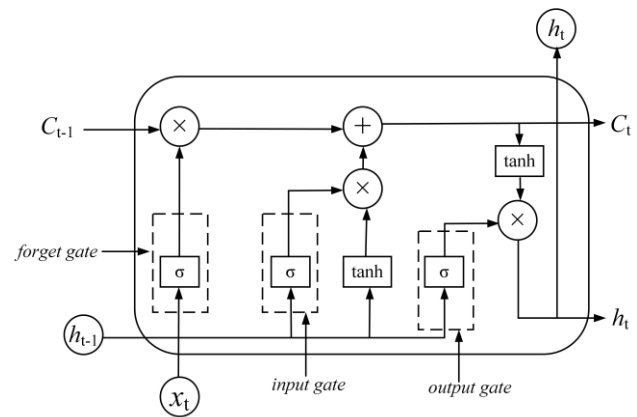 h_t
×
+
C_{t-1}
C_t
tanh
×
×
forget gate
σ
σ
tanh
σ
h_{t-1}
h_t
x_t
input gate
output gate